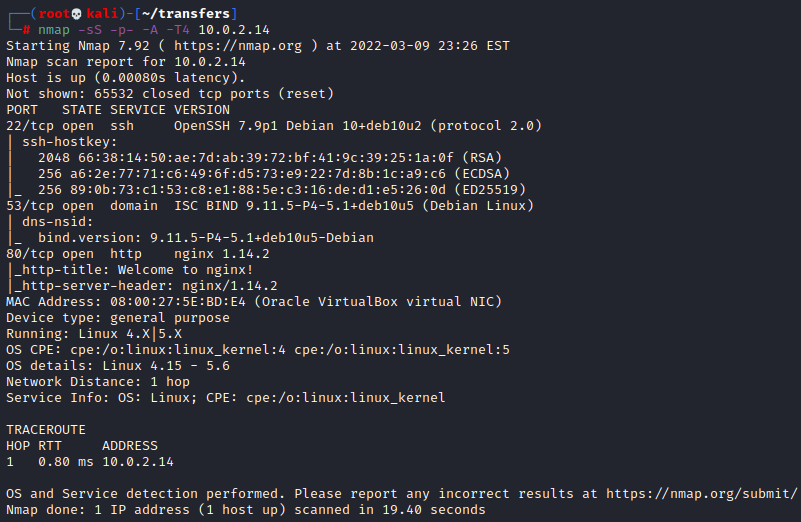 ┌──(root💀kali)-[~/transfers]
└─# nmap -sS -p- -A -T4 10.0.2.14
Starting Nmap 7.92 ( https://nmap.org ) at 2022-03-09 23:26 EST
Nmap scan report for 10.0.2.14
Host is up (0.00080s latency).
Not shown: 65532 closed tcp ports (reset)
PORT   STATE SERVICE VERSION
22/tcp open  ssh     OpenSSH 7.9p1 Debian 10+deb10u2 (protocol 2.0)
| ssh-hostkey:
|   2048 66:38:14:50:ae:7d:ab:39:72:bf:41:9c:39:25:1a:0f (RSA)
|   256 a6:2e:77:71:c6:49:6f:d5:73:e9:22:7d:8b:1c:a9:c6 (ECDSA)
|_  256 89:0b:73:c1:53:c8:e1:88:5e:c3:16:de:d1:e5:26:0d (ED25519)
53/tcp open  domain  ISC BIND 9.11.5-P4-5.1+deb10u5 (Debian Linux)
| dns-nsid:
|_  bind.version: 9.11.5-P4-5.1+deb10u5-Debian
80/tcp open  http    nginx 1.14.2
|_http-title: Welcome to nginx!
|_http-server-header: nginx/1.14.2
MAC Address: 08:00:27:5E:BD:E4 (Oracle VirtualBox virtual NIC)
Device type: general purpose
Running: Linux 4.X|5.X
OS CPE: cpe:/o:linux:linux_kernel:4 cpe:/o:linux:linux_kernel:5
OS details: Linux 4.15 - 5.6
Network Distance: 1 hop
Service Info: OS: Linux; CPE: cpe:/o:linux:linux_kernel

TRACEROUTE
HOP RTT     ADDRESS
1   0.80 ms 10.0.2.14

OS and Service detection performed. Please report any incorrect results at https://nmap.org/submit/
Nmap done: 1 IP address (1 host up) scanned in 19.40 seconds